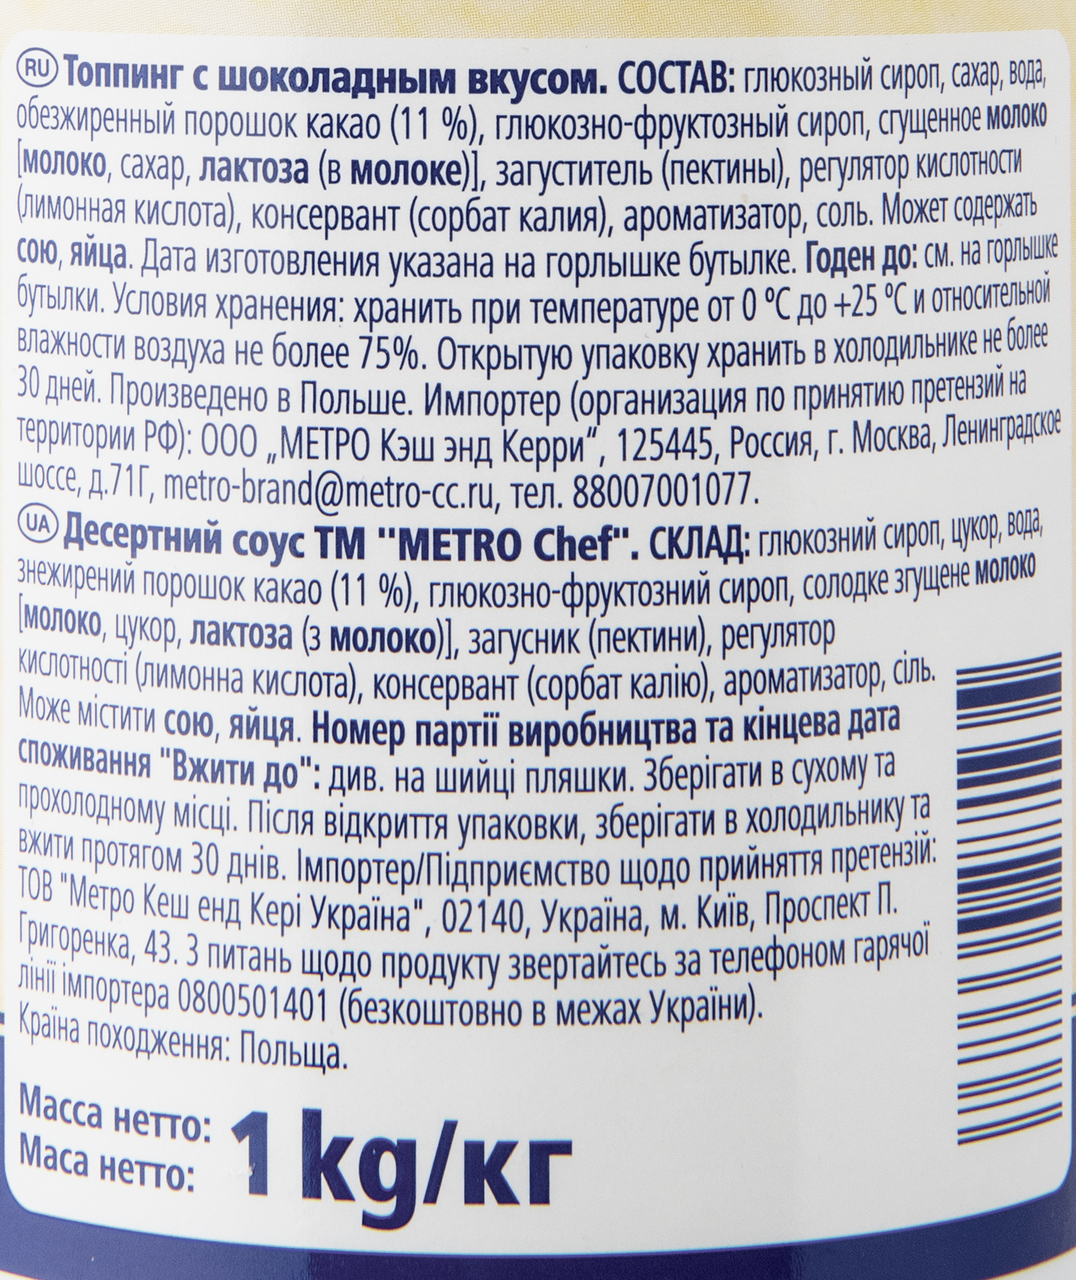 RU Топпинг с шоколадным вкусом. СОСТАВ: глюкозный сироп, сахар, вода,
обезжиренный порошок какао (11 %), глюкозно-фруктозный сироп, сгущенное молоко
[молоко, сахар, лактоза (в молоке)], загуститель (пектины), регулятор кислотности
(лимонная кислота), консервант (сорбат калия), ароматизатор, соль. Может содержать
сою, яйца. Дата изготовления указана на горлышке бутылке. Годен до: см. на горлышке
бутылки. Условия хранения: хранить при температуре от 0 °C до +25 °C и относительной
влажности воздуха не более 75%. Открытую упаковку хранить в холодильнике не более
30 дней. Произведено в Польше. Импортер (организация по принятию претензий на
территории РФ): ООО „МЕТРО Кэш энд Керри“, 125445, Россия, г. Москва, Ленинградское
шоссе, д.71Г, metro-brand@metro-cc.ru, тел. 88007001077.
UA Десертний соус ТМ "METRO Chef". СКЛАД: глюкозний сироп, цукор, вода,
знежирений порошок какао (11 %), глюкозно-фруктозний сироп, солодке згущене молоко
[молоко, цукор, лактоза (з молоко)], загусник (пектини), регулятор
кислотності (лимонна кислота), консервант (сорбат калію), ароматизатор, сіль.
Може містити сою, яйця. Номер партії виробництва та кінцева дата
споживання "Вжити до": див. на шийці пляшки. Зберігати в сухому та
прохолодному місці. Після відкриття упаковки, зберігати в холодильнику та
вжити протягом 30 днів. Імпортер/Підприємство щодо прийняття претензій:
ТОВ "Метро Кеш енд Кері Україна", 02140, Україна, м. Київ, Проспект П.
Григоренка, 43. З питань щодо продукту звертайтесь за телефоном гарячої
лінії імпортера 0800501401 (безкоштовно в межах України).
Країна походження: Польща.
Масса нетто: 1 kg/кг
Маса нетто: